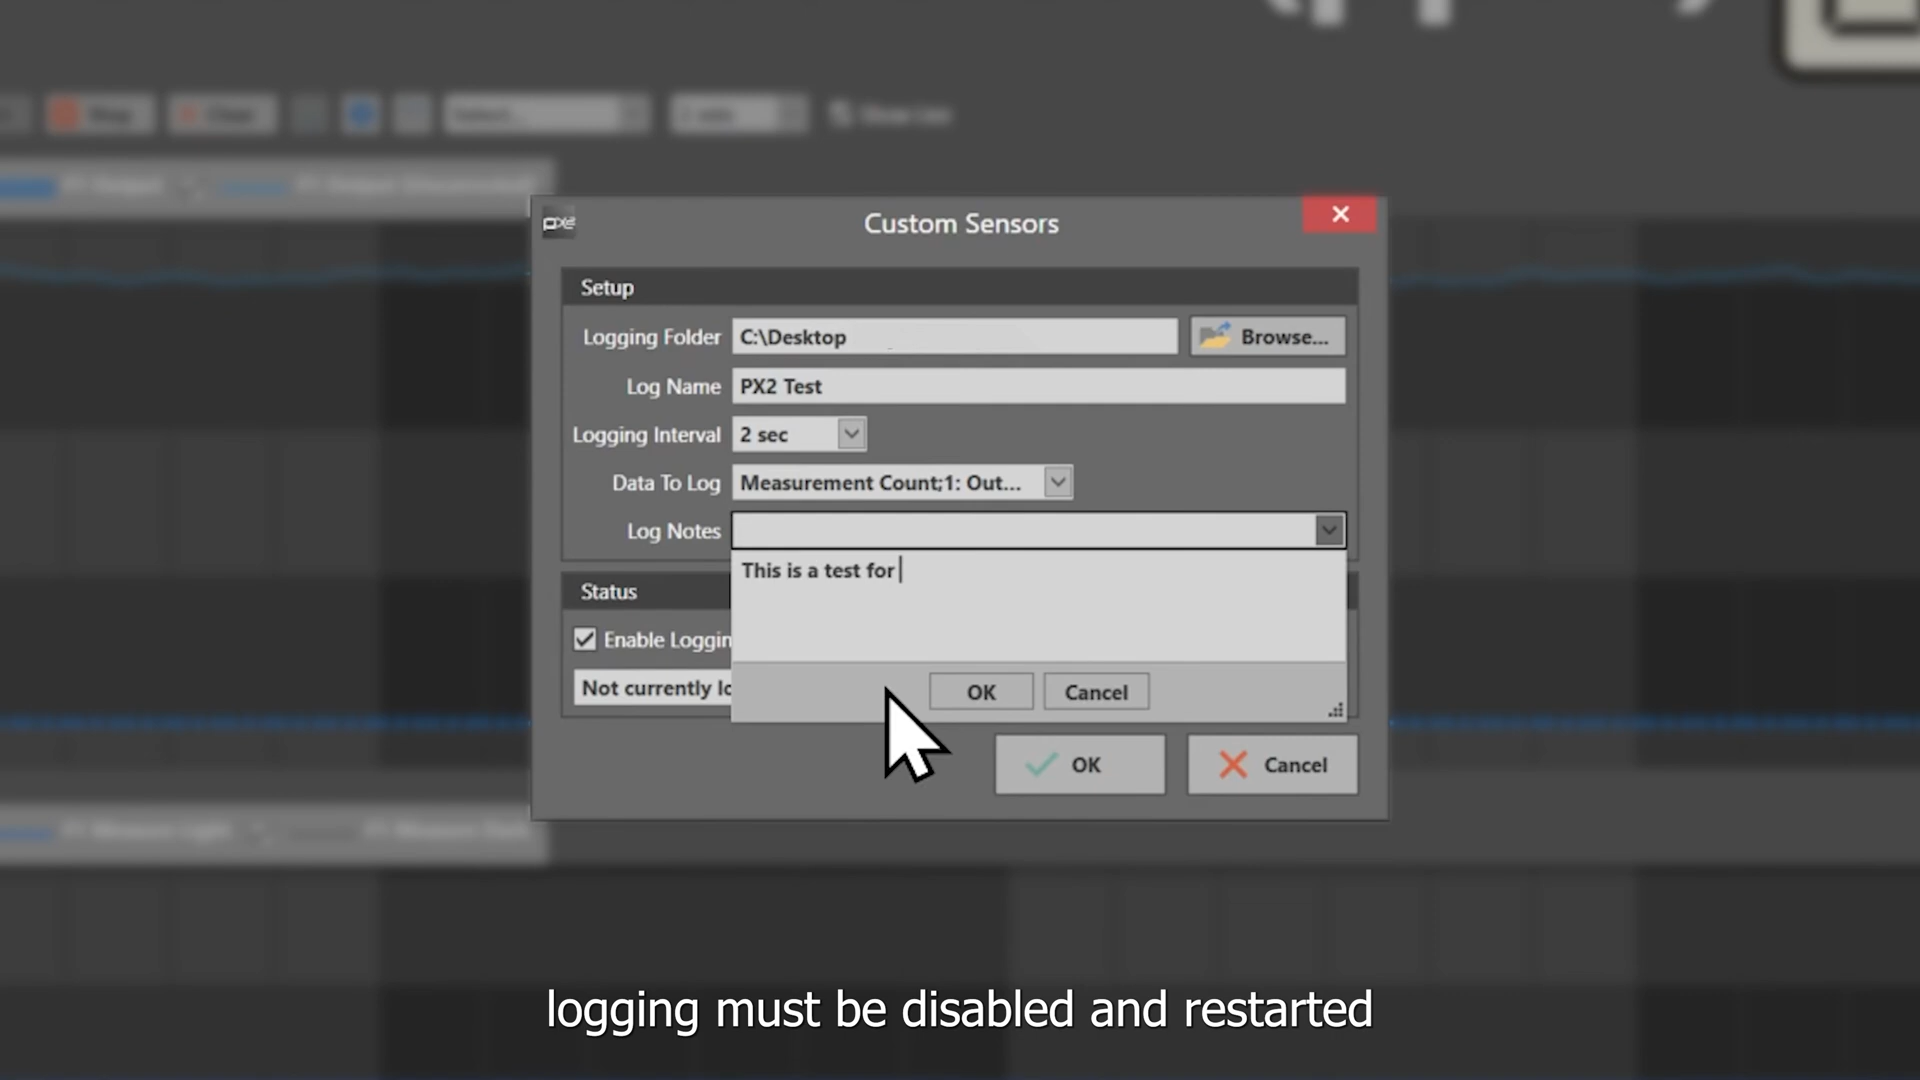 px2
Custom Sensors
Setup
Logging Folder C:\Desktop Browse...
Log Name PX2 Test
Logging Interval 2 sec
Data To Log Measurement Count;1: Out...
Log Notes
This is a test for
Status
Enable Loggin
Not currently lo
OK Cancel
OK Cancel
logging must be disabled and restarted